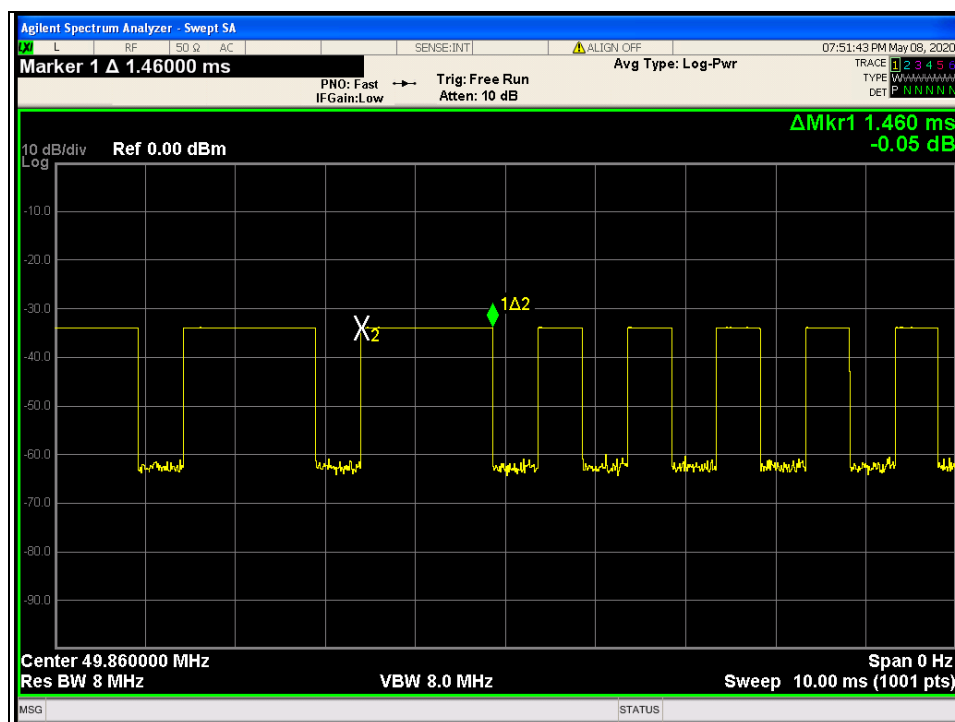 Agilent Spectrum Analyzer - Swept SA
LXI L RF 50 Ω AC SENSE:INT ALIGN OFF 07:51:43 PM May 08, 2020
Marker 1 Δ 1.46000 ms
PNO: Fast
IFGain:Low
Trig: Free Run
Atten: 10 dB
Avg Type: Log-Pwr
TRACE 1 2 3 4 5 6
TYPE W
DET P N N N N N
ΔMkr1 1.460 ms
-0.05 dB
10 dB/div Ref 0.00 dBm
Log
-10.0
-20.0
-30.0
1Δ2
X2
-40.0
-50.0
-60.0
-70.0
-80.0
-90.0
Center 49.860000 MHz Span 0 Hz
Res BW 8 MHz VBW 8.0 MHz Sweep 10.00 ms (1001 pts)
MSG STATUS